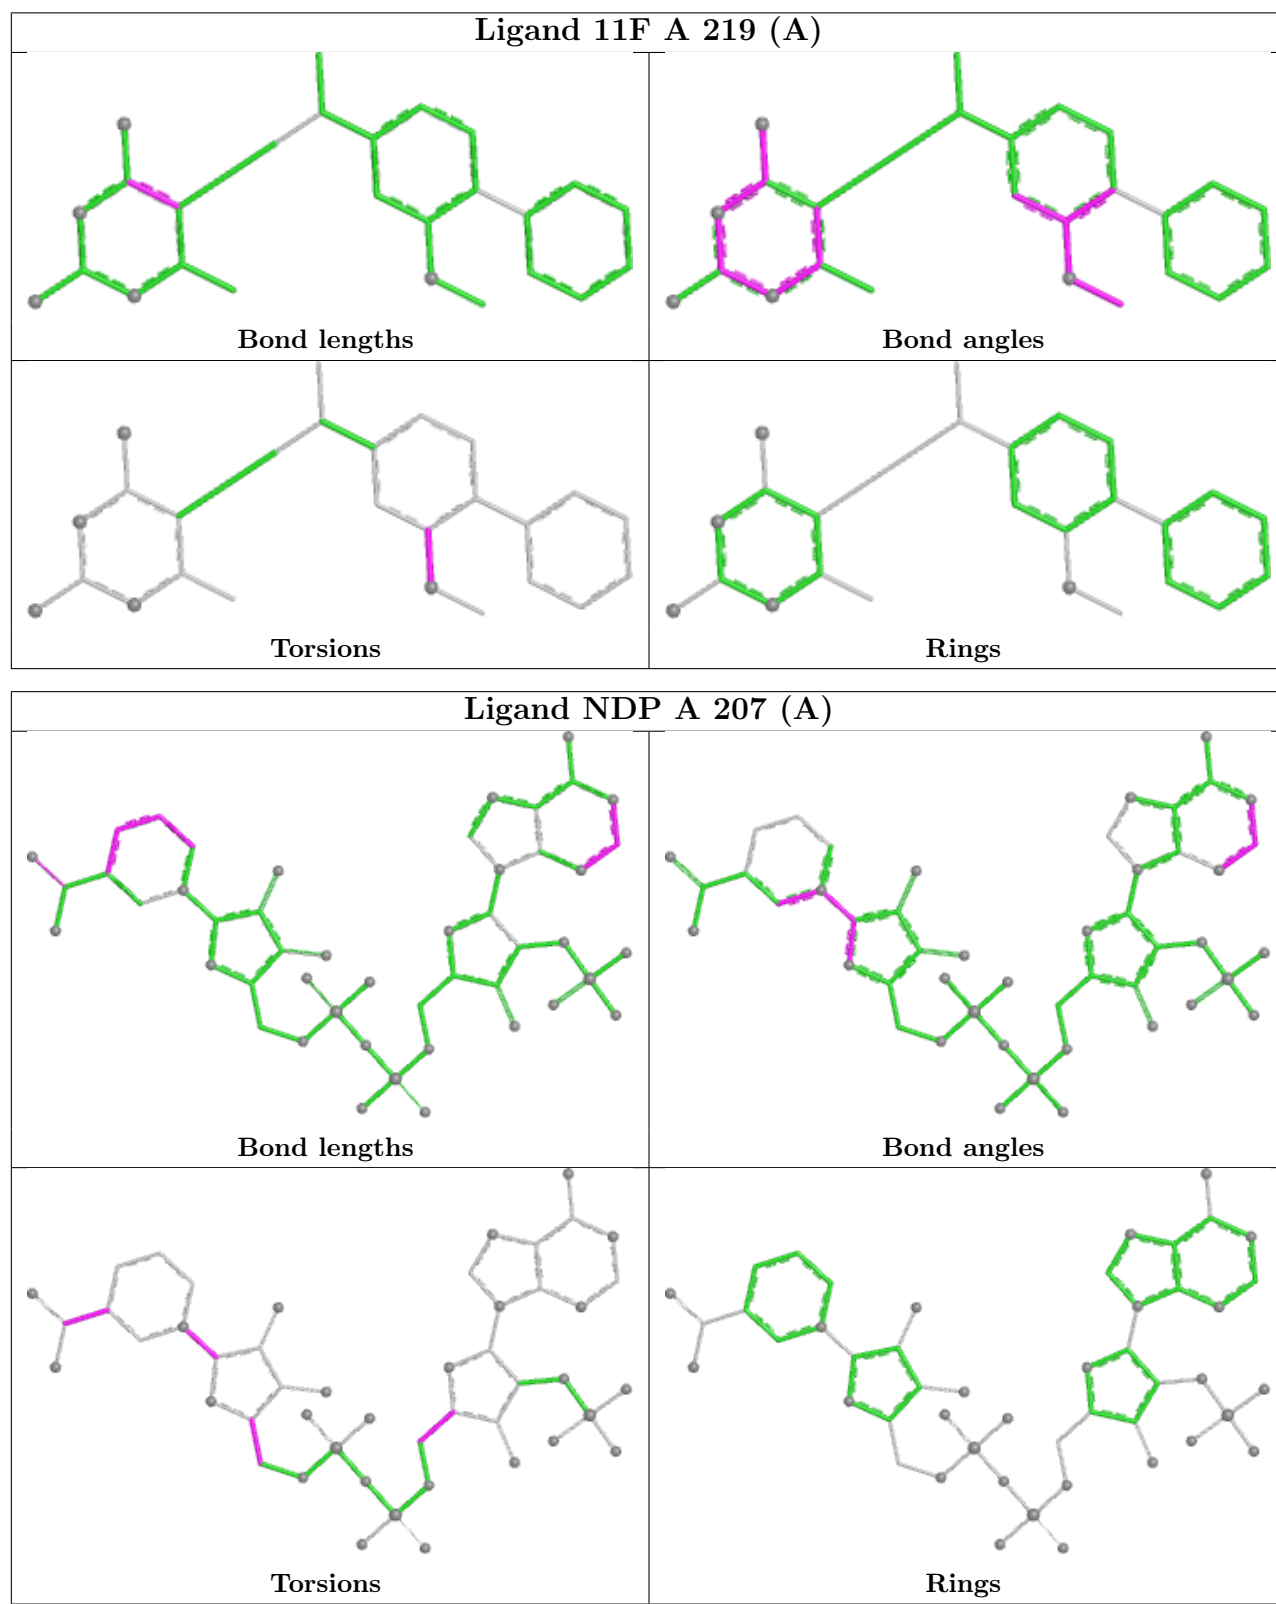 Ligand 11F A 219 (A)
Bond lengths
Bond angles
Torsions
Rings
Ligand NDP A 207 (A)
Bond lengths
Bond angles
Torsions
Rings